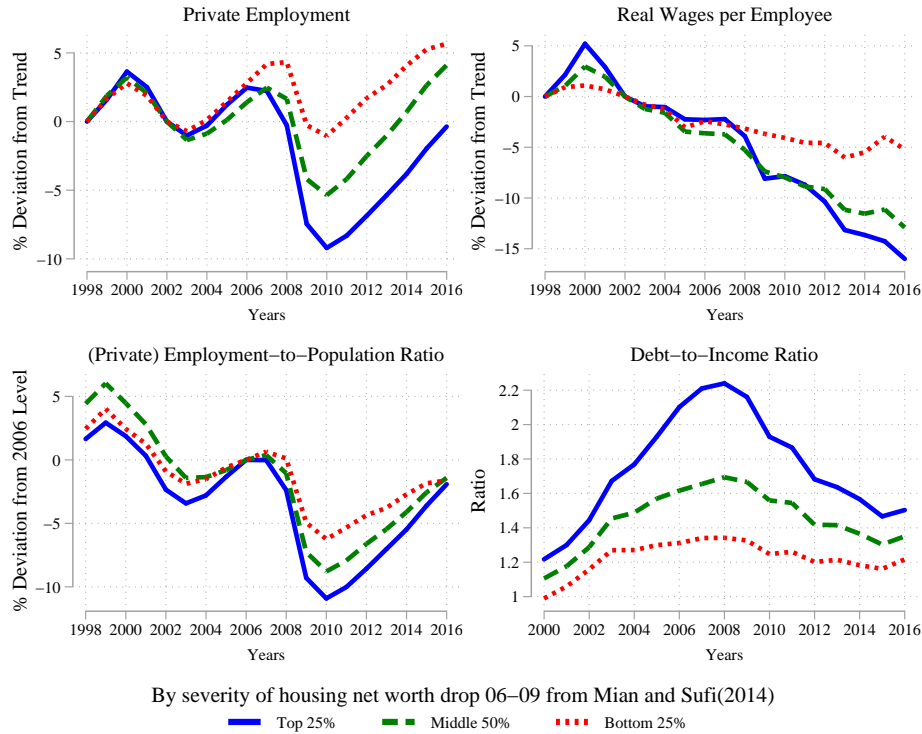 Private Employment
% Deviation from Trend
5
0
−5
−10
1998 2000 2002 2004 2006 2008 2010 2012 2014 2016
Years
Real Wages per Employee
% Deviation from Trend
5
0
−5
−10
−15
1998 2000 2002 2004 2006 2008 2010 2012 2014 2016
Years
(Private) Employment−to−Population Ratio
% Deviation from 2006 Level
5
0
−5
−10
1998 2000 2002 2004 2006 2008 2010 2012 2014 2016
Years
Debt−to−Income Ratio
Ratio
2.2
2
1.8
1.6
1.4
1.2
1
2000 2002 2004 2006 2008 2010 2012 2014 2016
Years
By severity of housing net worth drop 06−09 from Mian and Sufi(2014)
Top 25% Middle 50% Bottom 25%